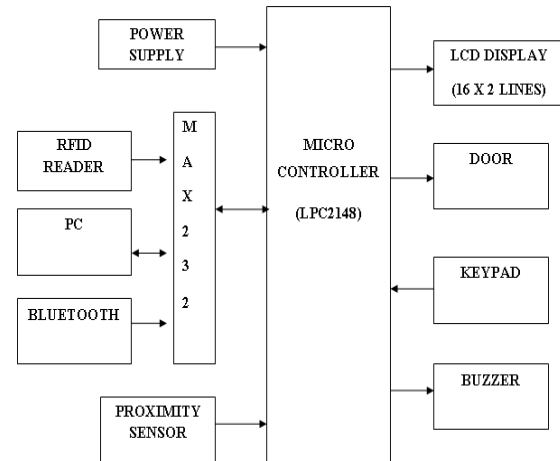 POWER
SUPPLY
RFID
READER
PC
BLUETOOTH
PROXIMITY
SENSOR
M
A
X
2
3
2
MICRO
CONTROLLER
(LPC2148)
LCD DISPLAY
(16 X 2 LINES)
DOOR
KEYPAD
BUZZER